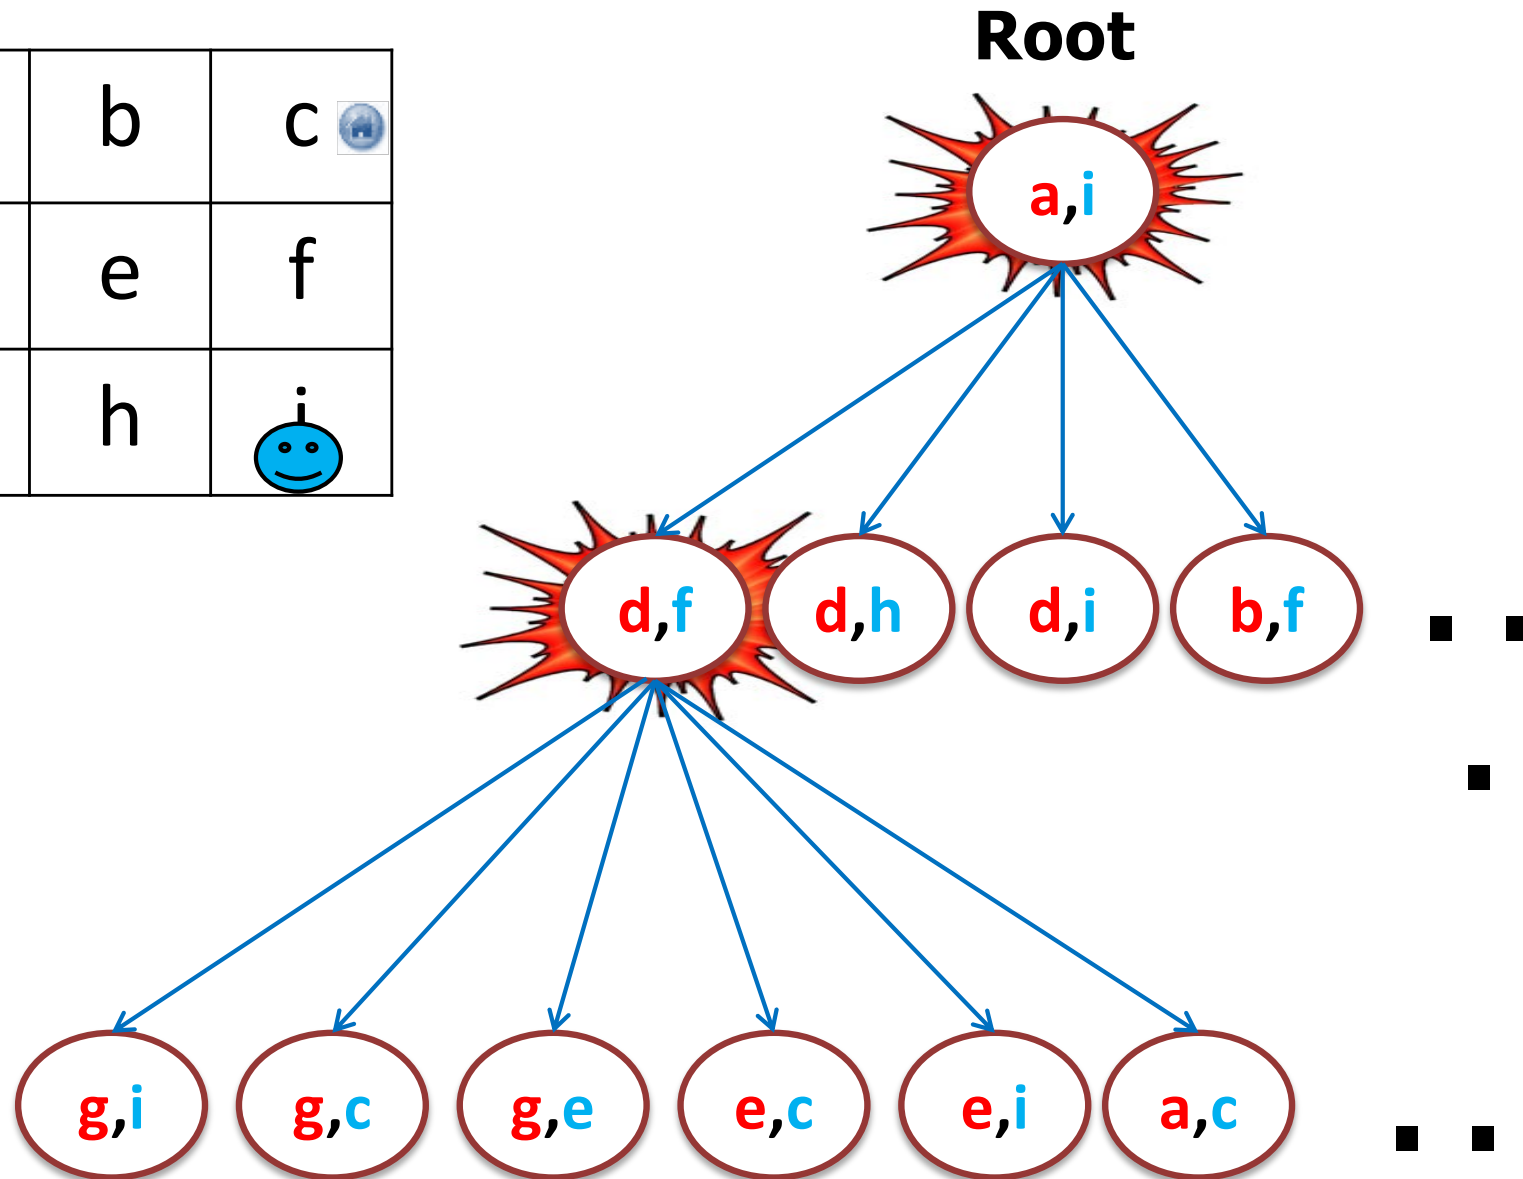 Root
b c
a,i
e f
h i
d,f d,h d,i b,f
g,i g,c g,e e,c e,i a,c